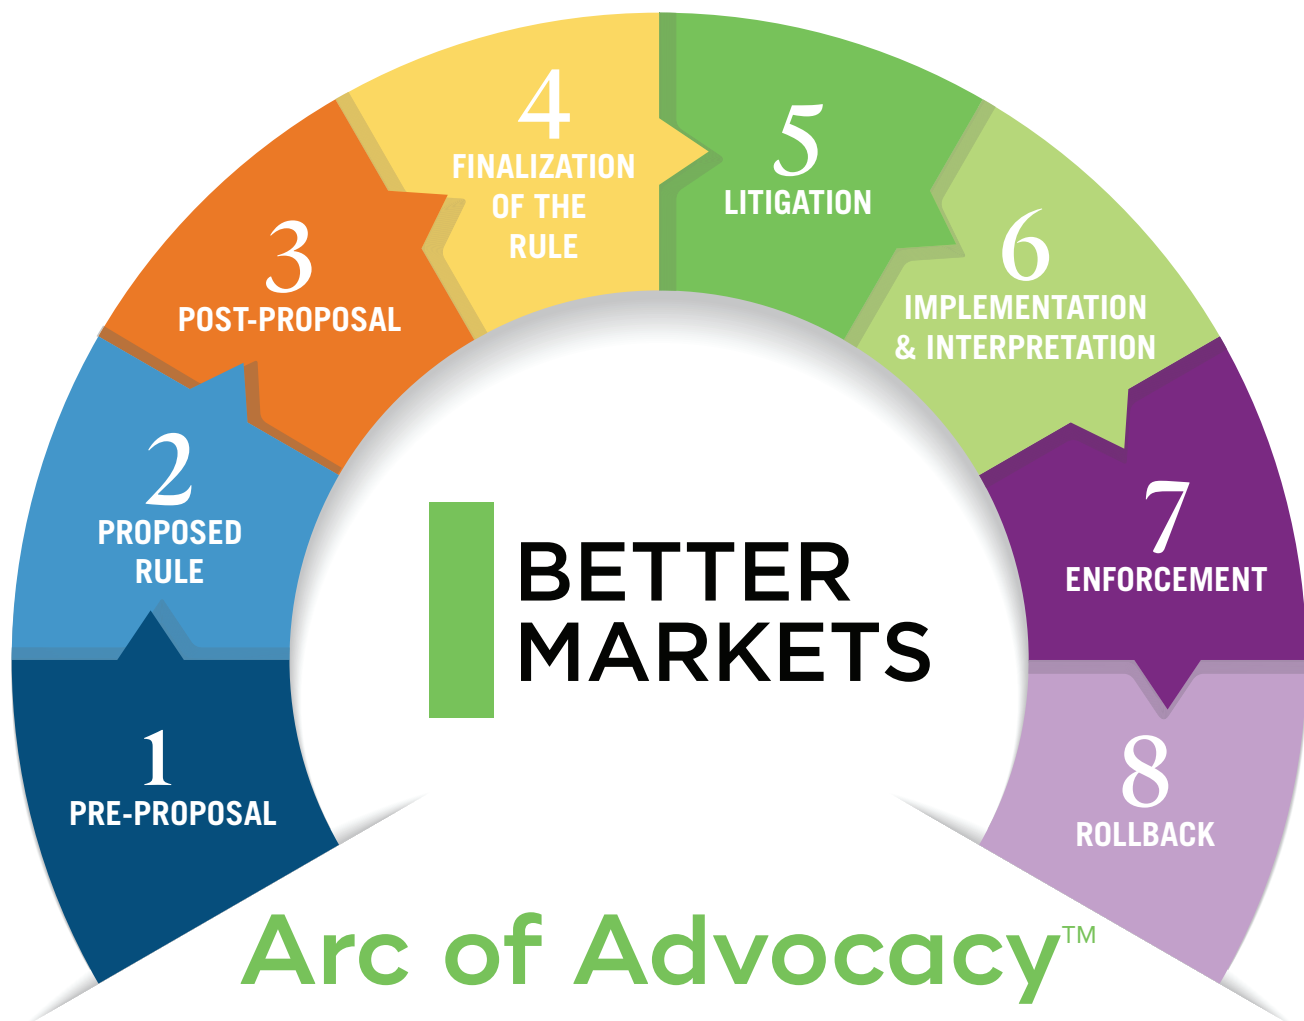 1
PRE-PROPOSAL
2
PROPOSED
RULE
3
POST-PROPOSAL
4
FINALIZATION
OF THE
RULE
5
LITIGATION
6
IMPLEMENTATION
& INTERPRETATION
7
ENFORCEMENT
8
ROLLBACK
BETTER
MARKETS
Arc of Advocacy™